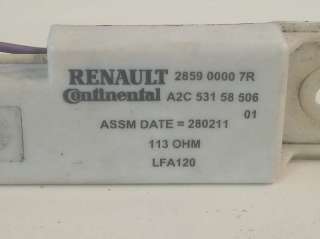 RENAULT 2859 0000 7R
Continental A2C 531 58 506
01
ASSM DATE = 280211
113 OHM
LFA120